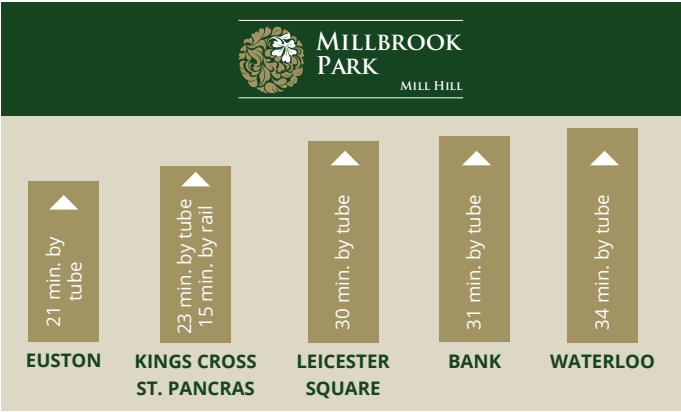 MILLBROOK
PARK
MILL HILL
21 min. by
tube
23 min. by tube
15 min. by rail
30 min. by tube
31 min. by tube
34 min. by tube
EUSTON
KINGS CROSS
ST. PANCRAS
LEICESTER
SQUARE
BANK
WATERLOO